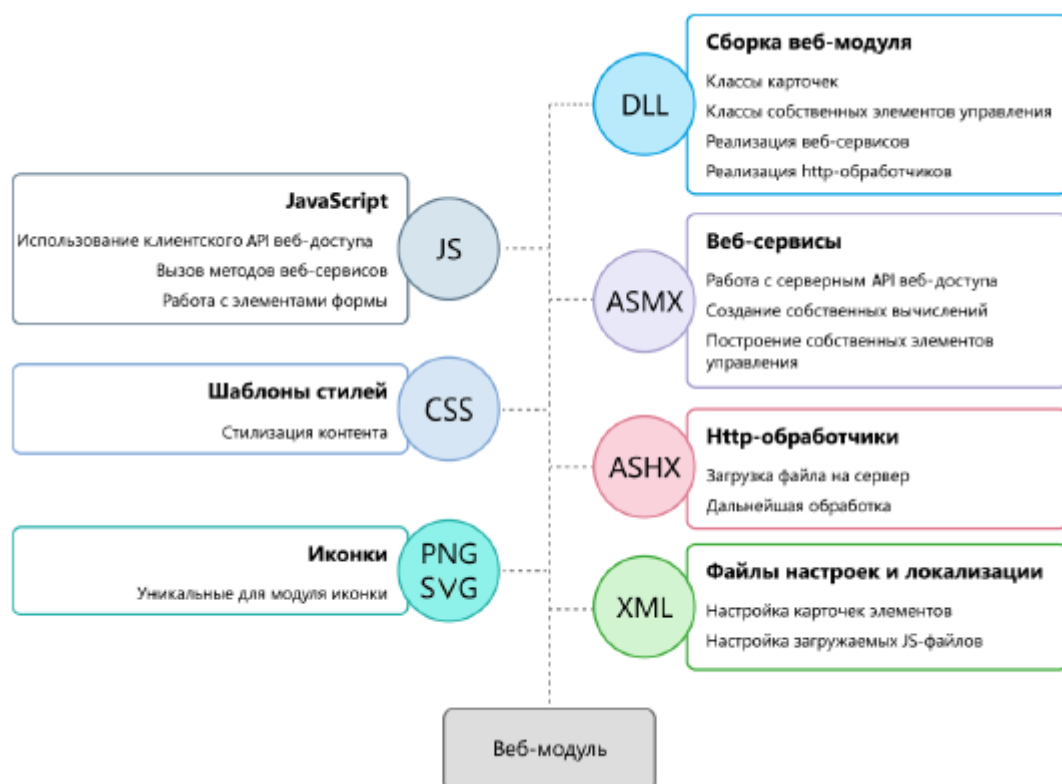 JavaScript
Использование клиентского API веб-доступа
Вызов методов веб-сервисов
Работа с элементами формы
JS
Шаблоны стилей
Стилизация контента
CSS
Иконки
Уникальные для модуля иконки
PNG
SVG
DLL
Сборка веб-модуля
Классы карточек
Классы собственных элементов управления
Реализация веб-сервисов
Реализация http-обработчиков
ASMX
Веб-сервисы
Работа с серверным API веб-доступа
Создание собственных вычислений
Построение собственных элементов
управления
ASHX
Http-обработчики
Загрузка файла на сервер
Дальнейшая обработка
XML
Файлы настроек и локализации
Настройка карточек элементов
Настройка загружаемых JS-файлов
Веб-модуль